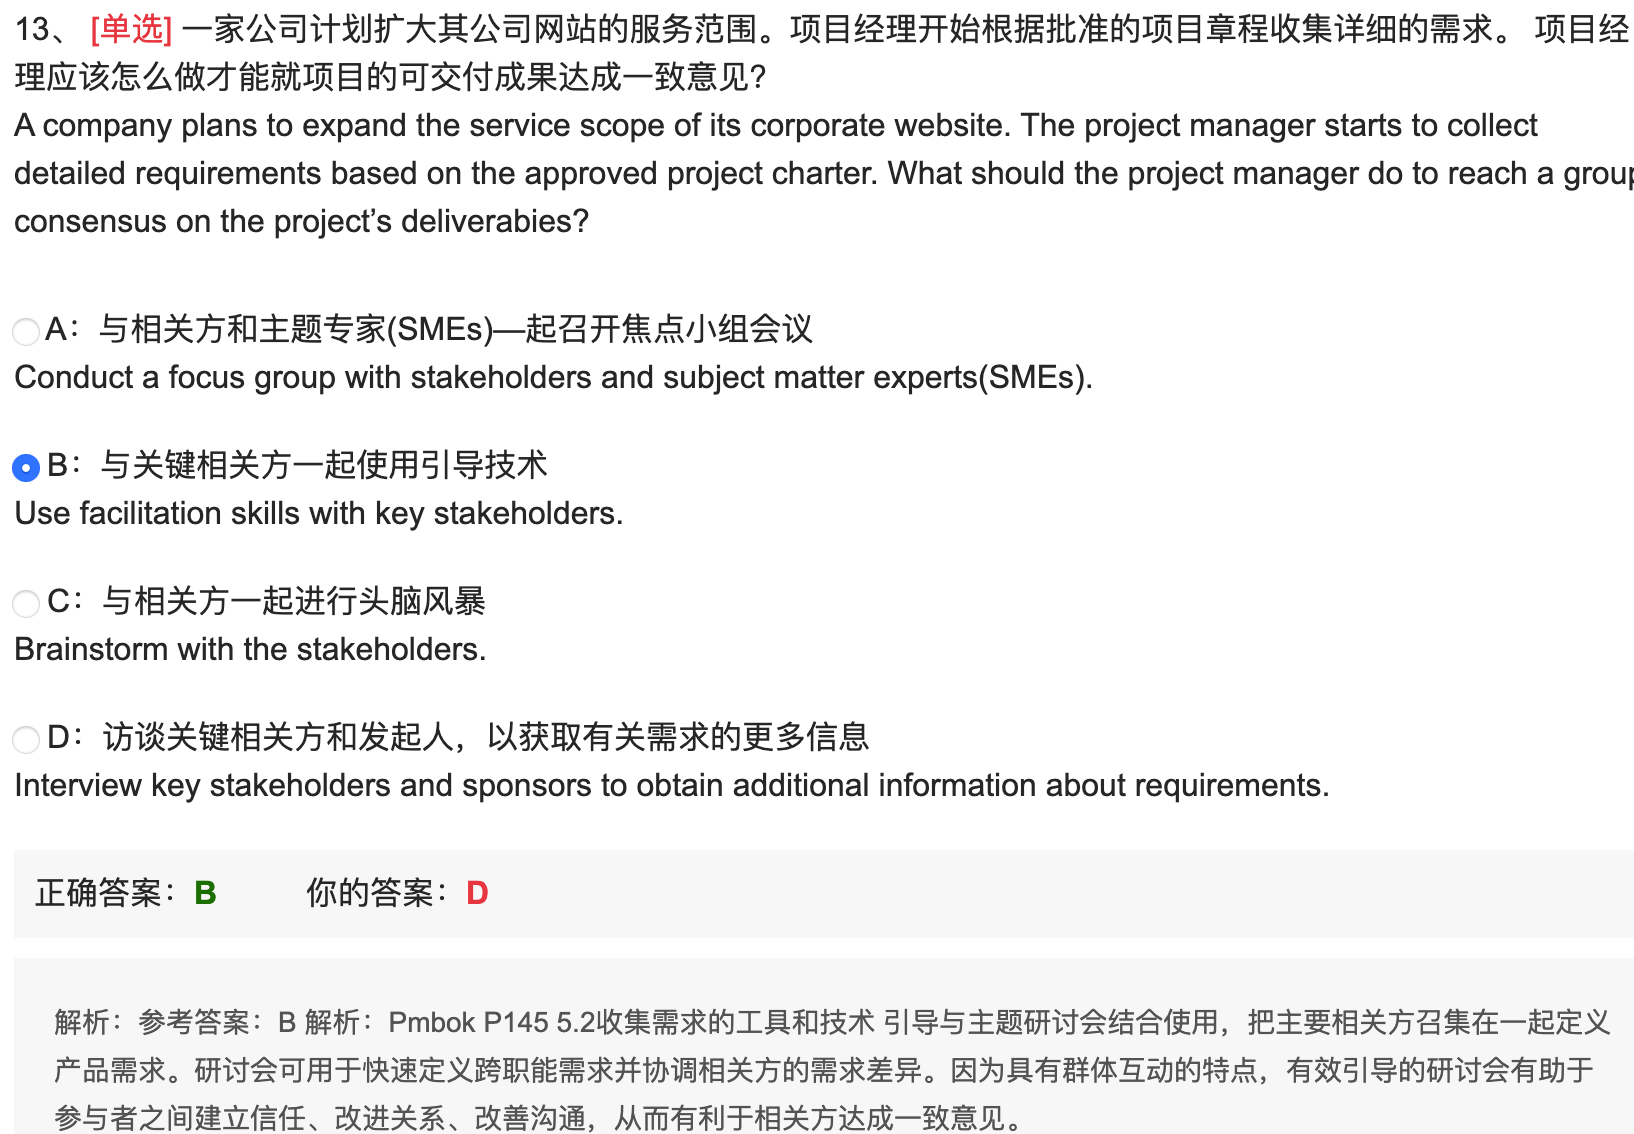 13、 [单选] 一家公司计划扩大其公司网站的服务范围。项目经理开始根据批准的项目章程收集详细的需求。 项目经
理应该怎么做才能就项目的可交付成果达成一致意见?
A company plans to expand the service scope of its corporate website. The project manager starts to collect
detailed requirements based on the approved project charter. What should the project manager do to reach a group
consensus on the project’s deliverabies?
A：与相关方和主题专家(SMEs)—起召开焦点小组会议
Conduct a focus group with stakeholders and subject matter experts(SMEs).
B：与关键相关方一起使用引导技术
Use facilitation skills with key stakeholders.
C：与相关方一起进行头脑风暴
Brainstorm with the stakeholders.
D：访谈关键相关方和发起人，以获取有关需求的更多信息
Interview key stakeholders and sponsors to obtain additional information about requirements.
正确答案：B 你的答案：D
解析：参考答案：B 解析：Pmbok P145 5.2收集需求的工具和技术 引导与主题研讨会结合使用，把主要相关方召集在一起定义
产品需求。研讨会可用于快速定义跨职能需求并协调相关方的需求差异。因为具有群体互动的特点，有效引导的研讨会有助于
参与者之间建立信任、改进关系、改善沟通，从而有利于相关方达成一致意见。